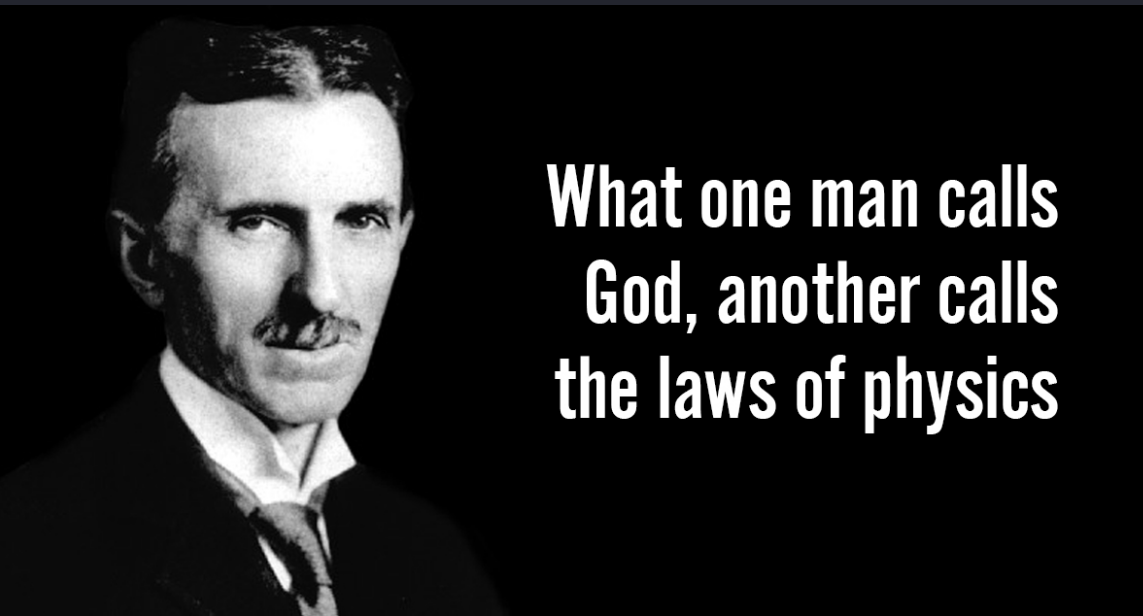 What one man calls
God, another calls
the laws of physics